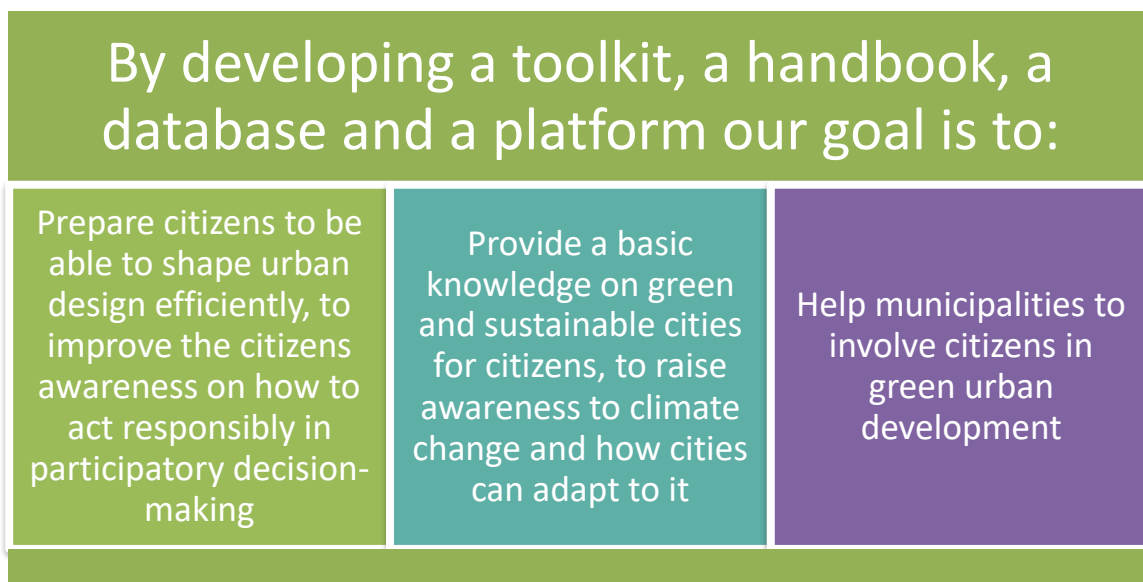 By developing a toolkit, a handbook, a
database and a platform our goal is to:
Prepare citizens to be
able to shape urban
design efficiently, to
improve the citizens
awareness on how to
act responsibly in
participatory decision-
making
Provide a basic
knowledge on green
and sustainable cities
for citizens, to raise
awareness to climate
change and how cities
can adapt to it
Help municipalities to
involve citizens in
green urban
development